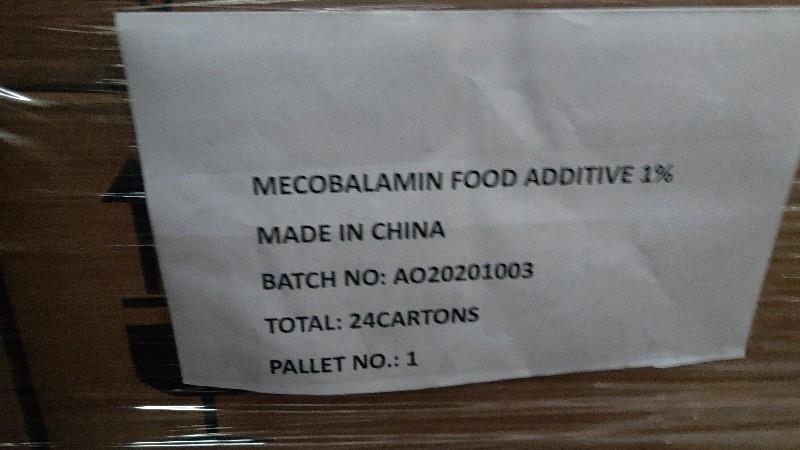 MECOBALAMIN FOOD ADDITIVE 1%
MADE IN CHINA
BATCH NO: AO20201003
TOTAL: 24CARTONS
PALLET NO.: 1